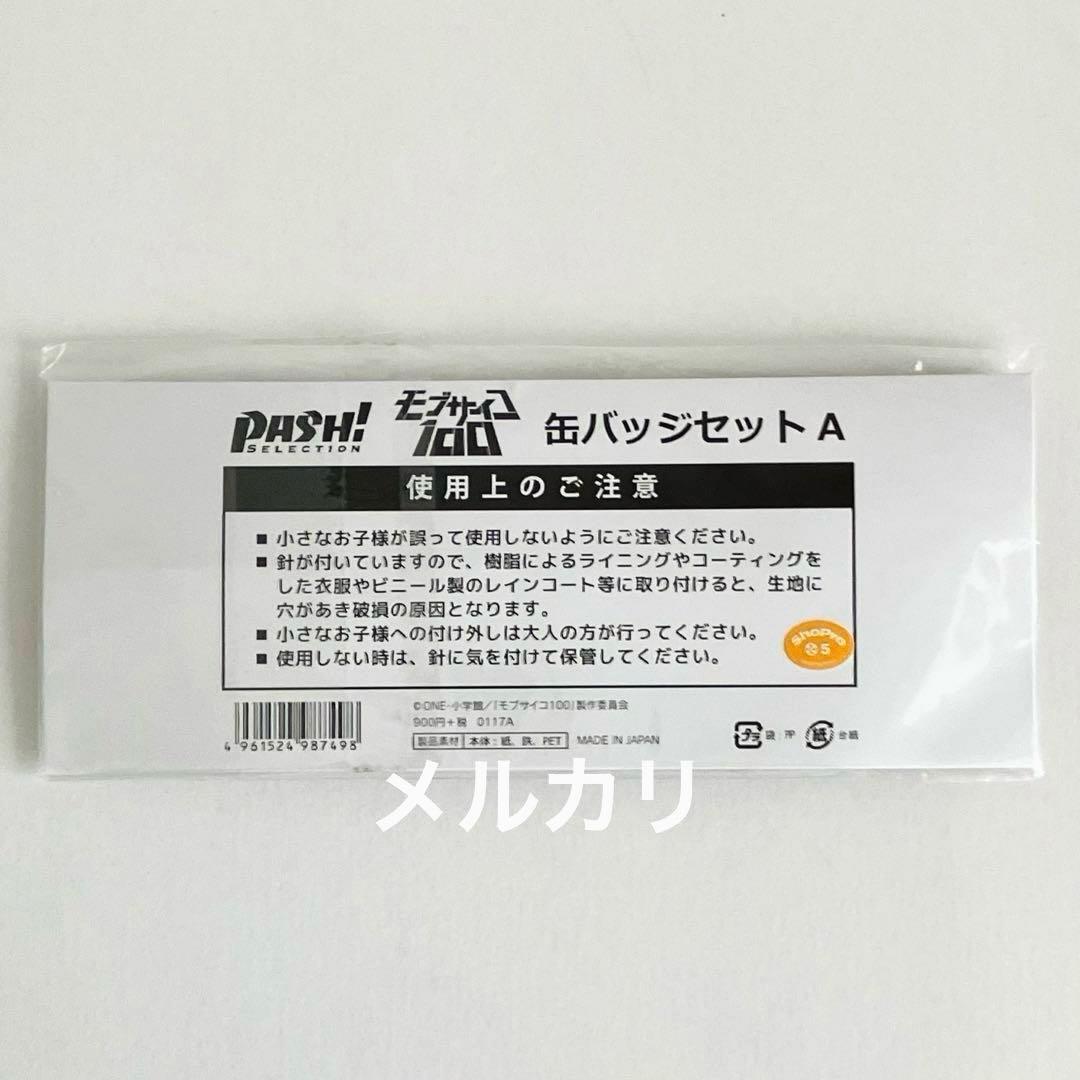 PASH!
SELECTION
モブサイコ
100
缶バッジセットA
使用上のご注意
■ 小さなお子様が誤って使用しないようにご注意ください。
■ 針が付いていますので、樹脂によるライニングやコーティングを
した衣服やビニール製のレインコート等に取り付けると、生地に
穴があき破損の原因となります。
■ 小さなお子様への付け外しは大人の方が行ってください。
■ 使用しない時は、針に気を付けて保管してください。
ShoPro
5
©ONE・小学館/「モブサイコ100」製作委員会
900円+税 0117A
製品素材 本体:紙、鉄、PET MADE IN JAPAN
4 961524 987498
プラ 袋:PP 紙 台紙
メルカリ